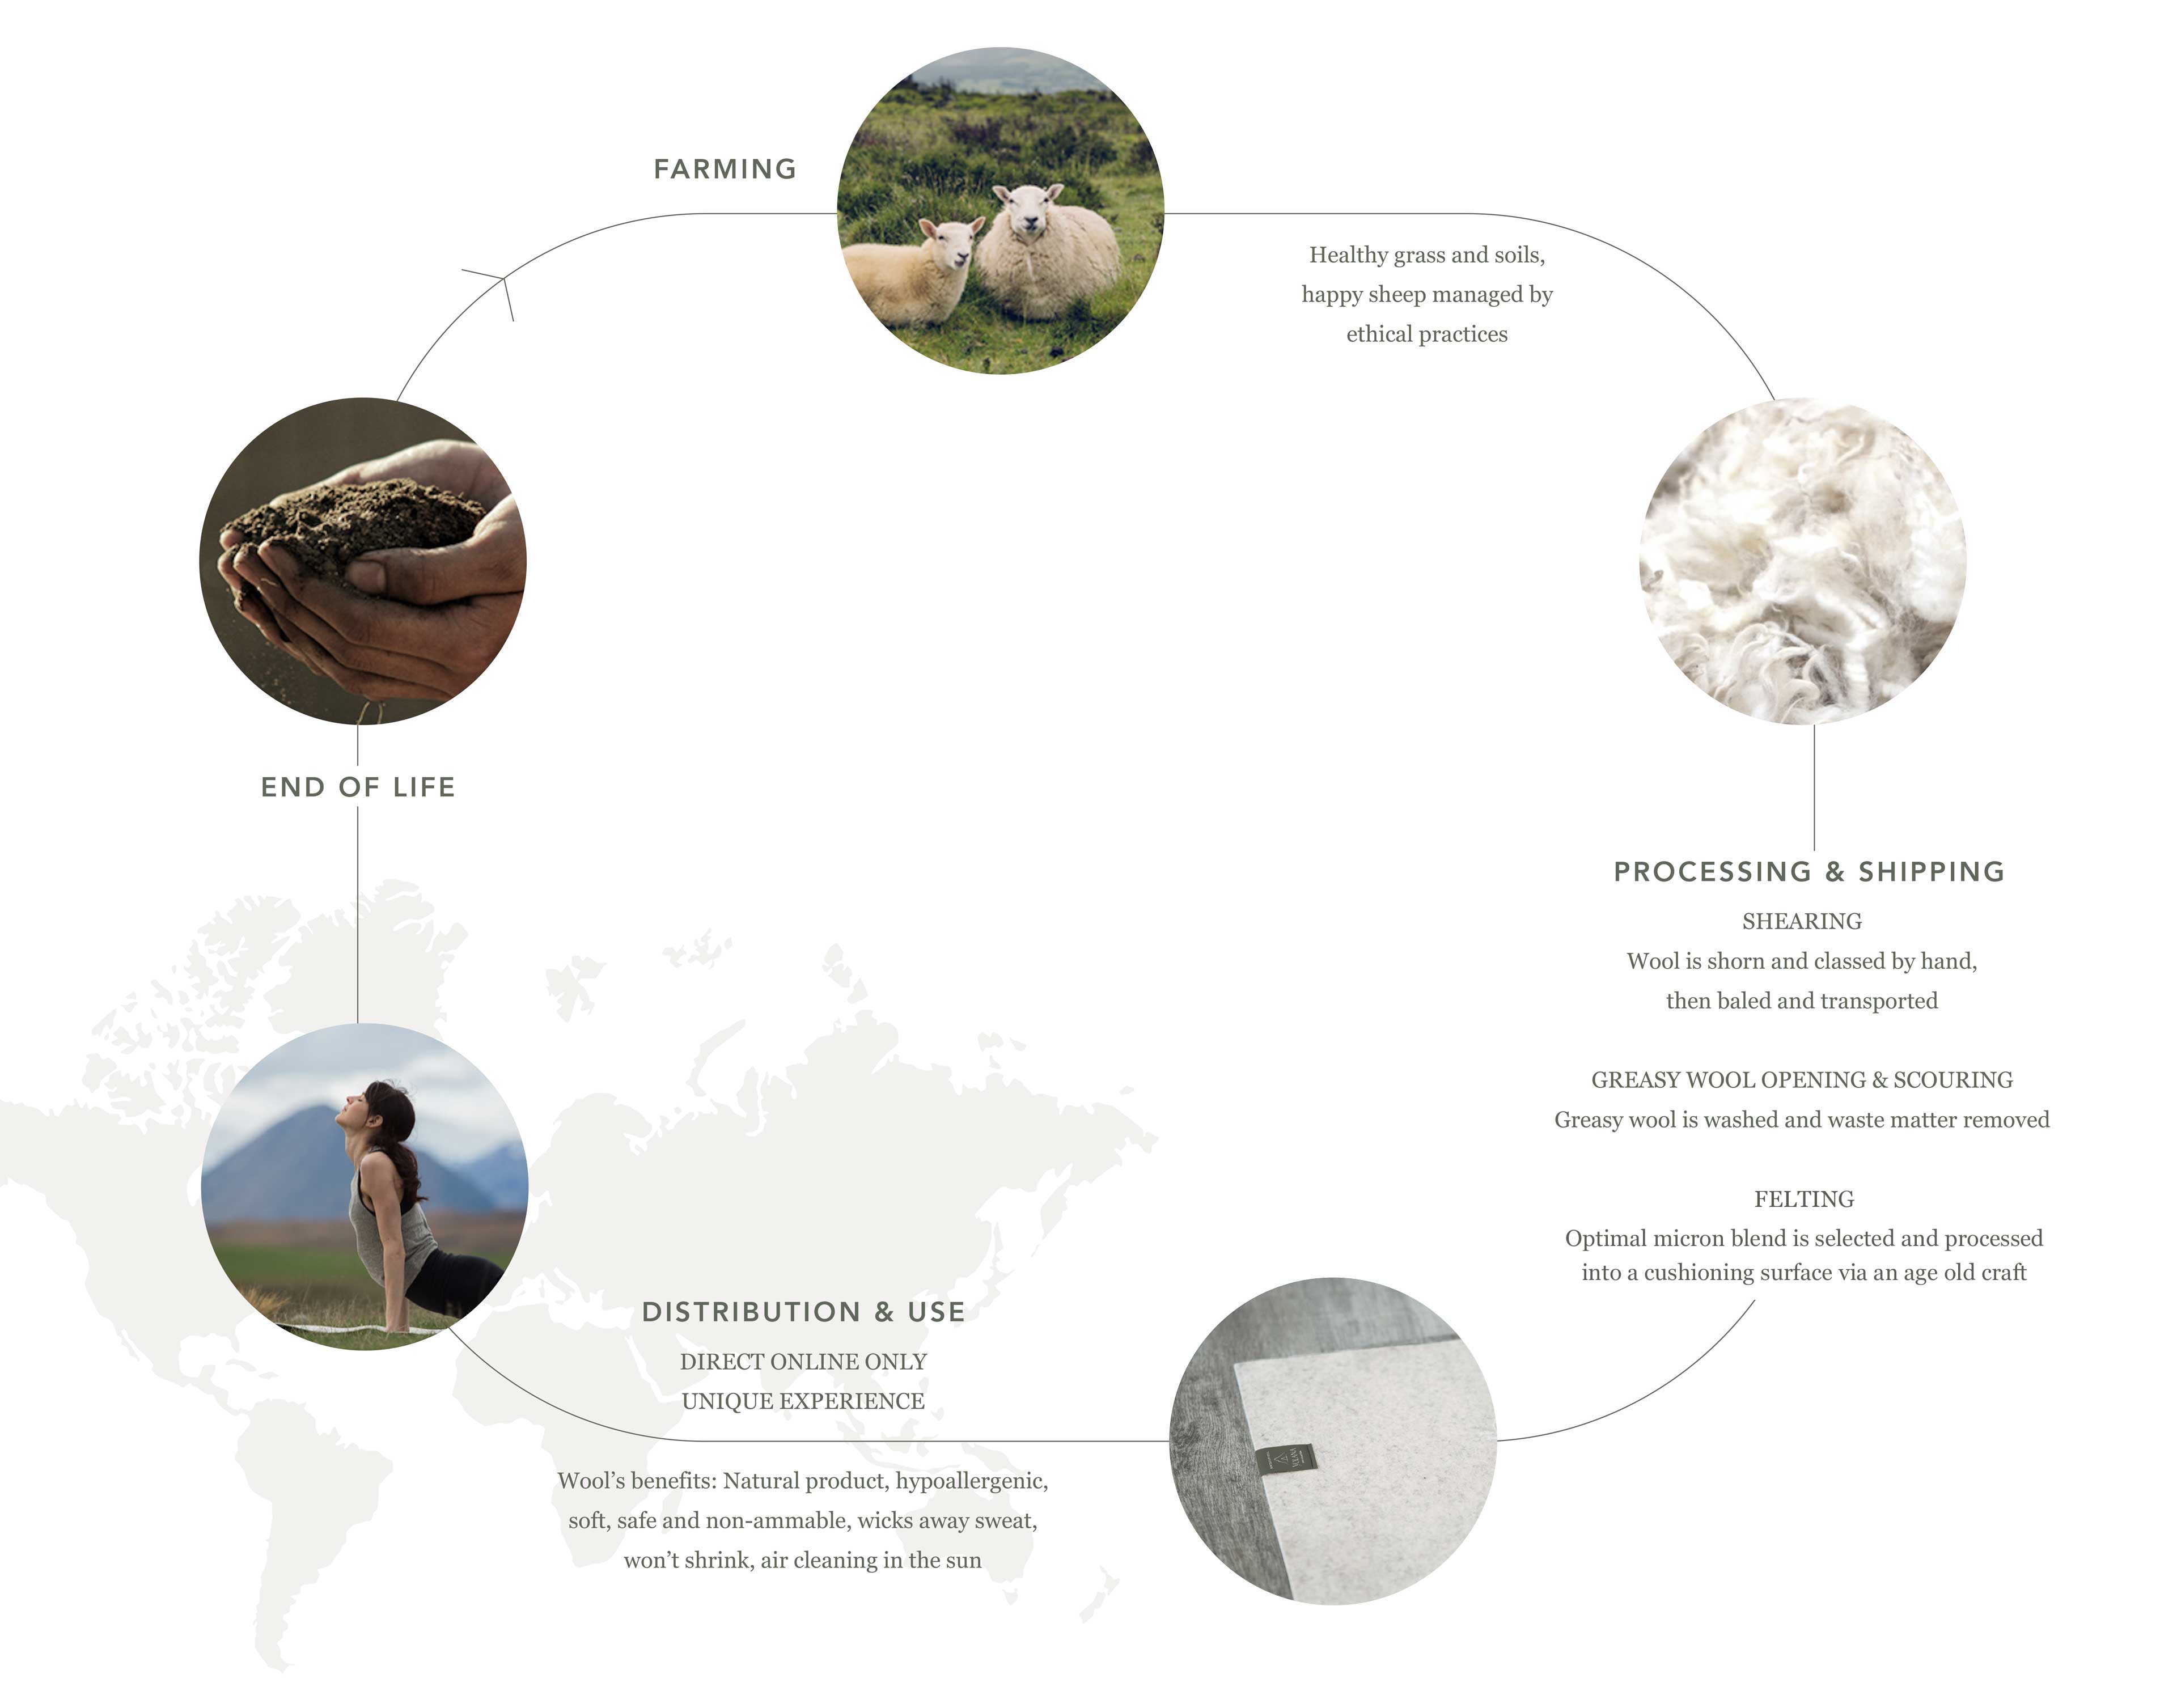 FARMING
Healthy grass and soils,
happy sheep managed by
ethical practices
PROCESSING & SHIPPING
SHEARING
Wool is shorn and classed by hand,
then baled and transported
GREASY WOOL OPENING & SCOURING
Greasy wool is washed and waste matter removed
FELTING
Optimal micron blend is selected and processed
into a cushioning surface via an age old craft
DISTRIBUTION & USE
DIRECT ONLINE ONLY
UNIQUE EXPERIENCE
Wool’s benefits: Natural product, hypoallergenic,
soft, safe and non-ammable, wicks away sweat,
won’t shrink, air cleaning in the sun
END OF LIFE